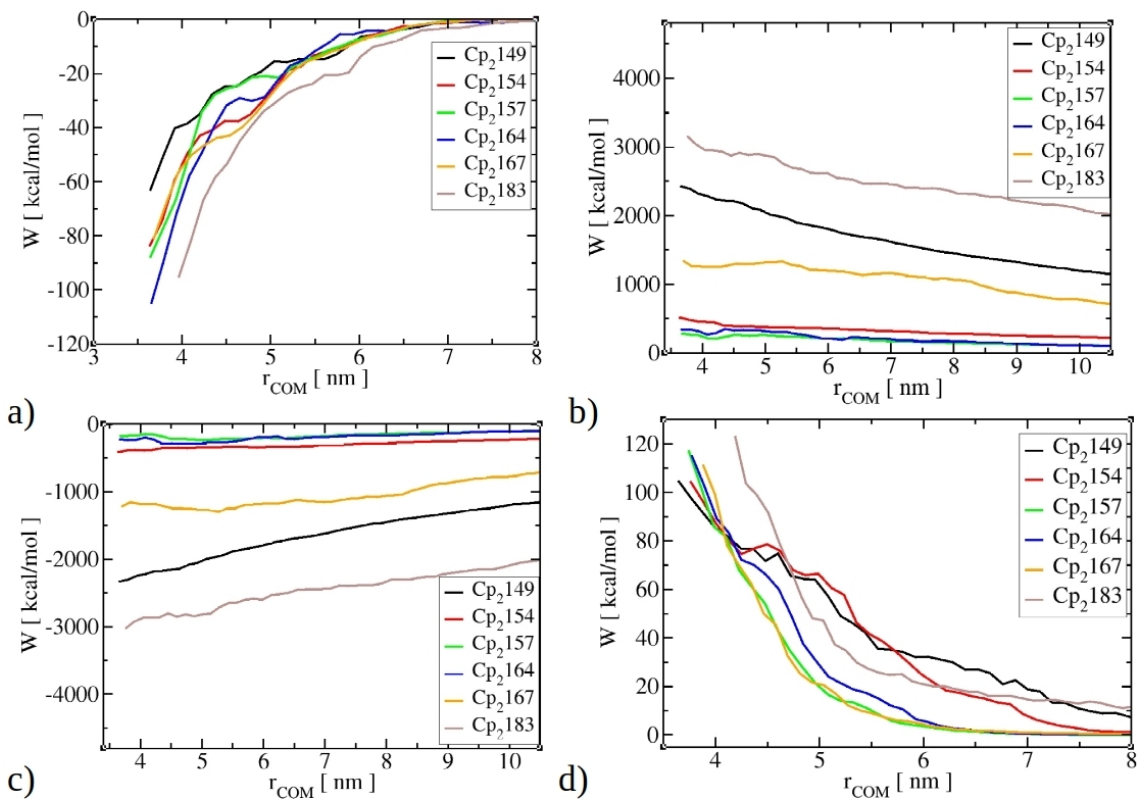 0
-20
-40
-60
-80
-100
-120
3 4 5 6 7 8
W [ kcal/mol ]
r_COM [ nm ]
Cp₂149
Cp₂154
Cp₂157
Cp₂164
Cp₂167
Cp₂183
a)
4000
3000
2000
1000
0
4 5 6 7 8 9 10
W [ kcal/mol ]
r_COM [ nm ]
Cp₂149
Cp₂154
Cp₂157
Cp₂164
Cp₂167
Cp₂183
b)
0
-1000
-2000
-3000
-4000
4 5 6 7 8 9 10
W [ kcal/mol ]
r_COM [ nm ]
Cp₂149
Cp₂154
Cp₂157
Cp₂164
Cp₂167
Cp₂183
c)
120
100
80
60
40
20
0
4 5 6 7 8
W [ kcal/mol ]
r_COM [ nm ]
Cp₂149
Cp₂154
Cp₂157
Cp₂164
Cp₂167
Cp₂183
d)